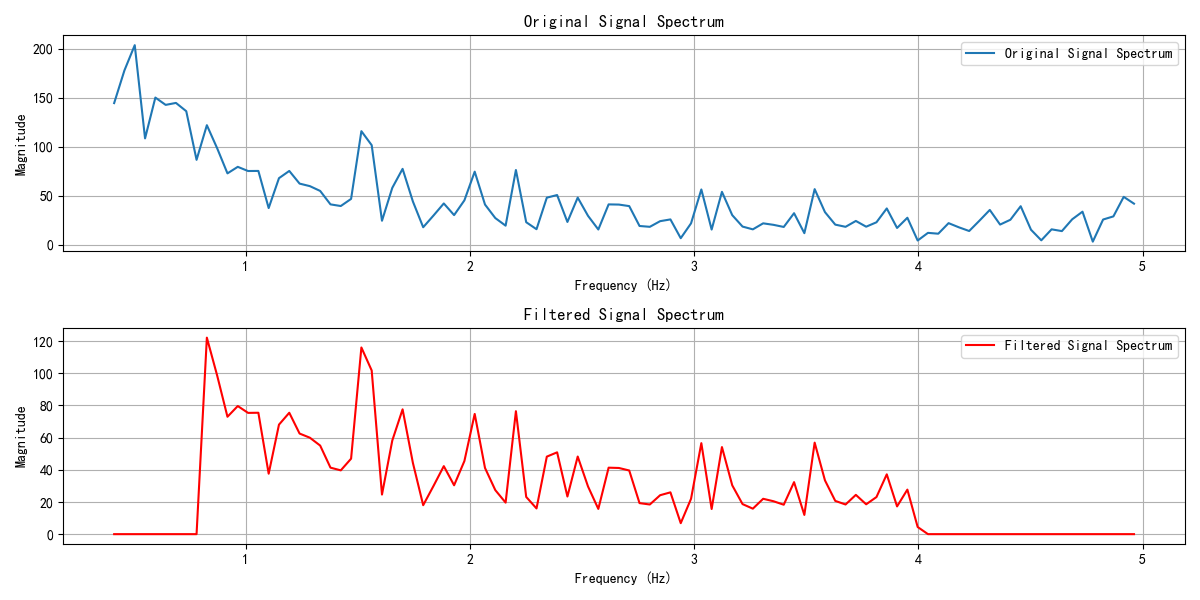 Original Signal Spectrum
Original Signal Spectrum
200
150
100
50
0
Magnitude
1 2 3 4 5
Frequency (Hz)
Filtered Signal Spectrum
Filtered Signal Spectrum
120
100
80
60
40
20
0
Magnitude
1 2 3 4 5
Frequency (Hz)